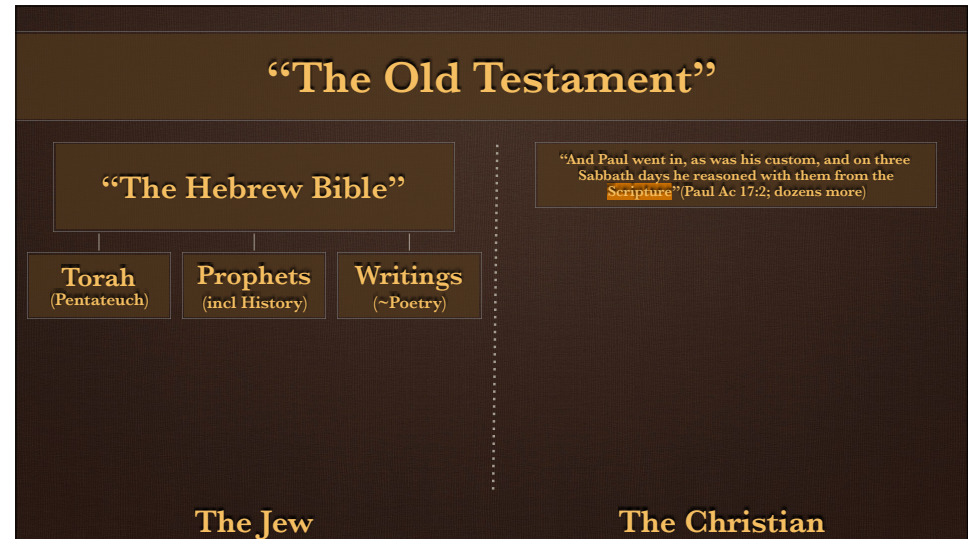 “The Old Testament”
“The Hebrew Bible”
Torah
(Pentateuch)
Prophets
(incl History)
Writings
(~Poetry)
“And Paul went in, as was his custom, and on three
Sabbath days he reasoned with them from the
Scripture”(Paul Ac 17:2; dozens more)
The Jew
The Christian